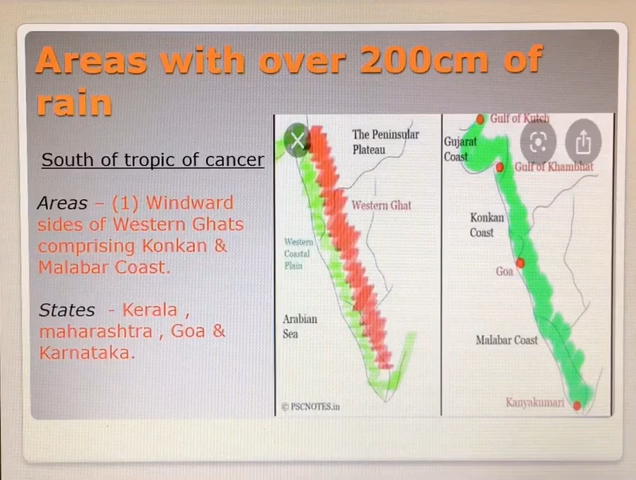 Areas with over 200cm of
rain
South of tropic of cancer
Areas – (1) Windward
sides of Western Ghats
comprising Konkan &
Malabar Coast.
States - Kerala ,
maharashtra , Goa &
Karnataka.
The Peninsular
Plateau
Western Ghat
Western
Coastal
Plain
Arabian
Sea
© PSCNOTES.in
Gulf of Kutch
Gujarat
Coast
Gulf of Khambhat
Konkan
Coast
Goa
Malabar Coast
Kanyakumari